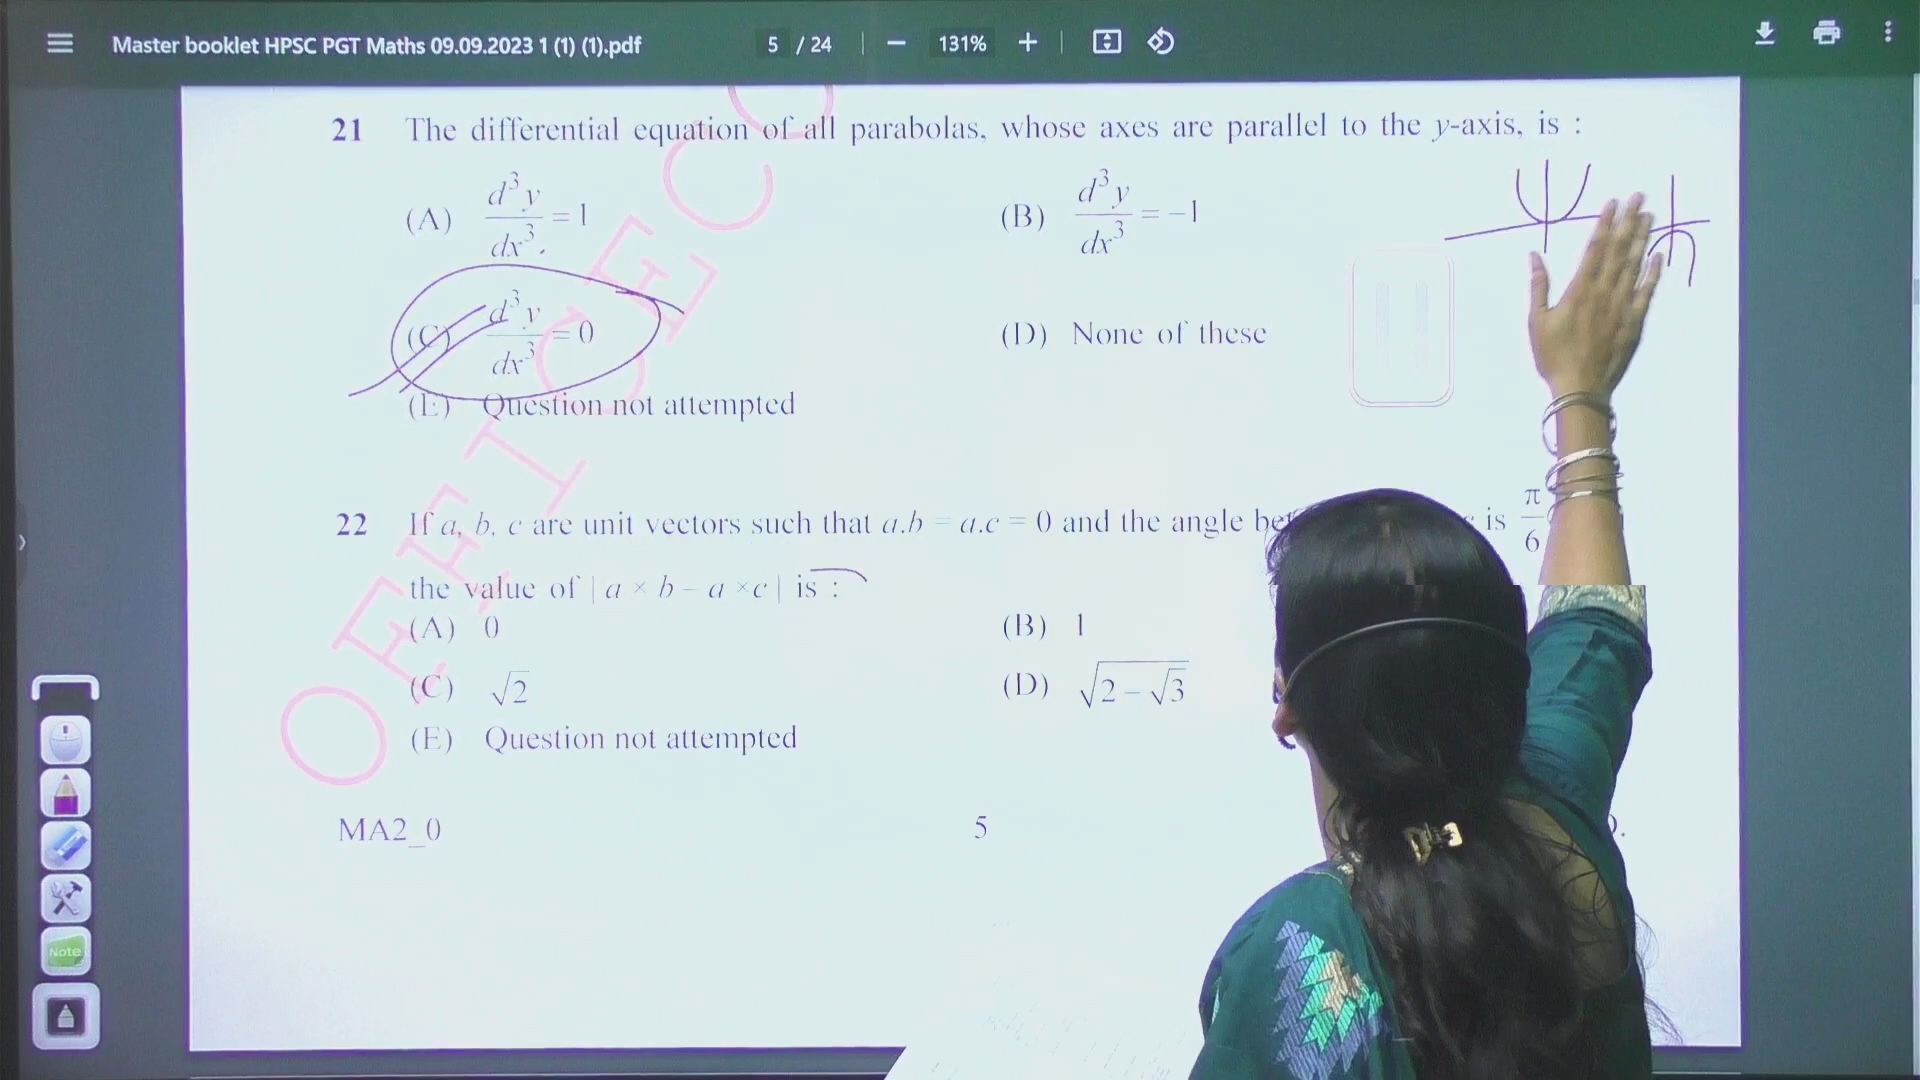 Master booklet HPSC PGT Maths 09.09.2023 1 (1) (1).pdf 5 / 24 131%
21 The differential equation of all parabolas, whose axes are parallel to the y-axis, is :
(A) d³y/dx³ = 1 (B) d³y/dx³ = −1
(C) d³y/dx³ = 0 (D) None of these
(E) Question not attempted
22 If a, b, c are unit vectors such that a.b = a.c = 0 and the angle is π/6
the value of | a × b − a × c | is :
(A) 0 (B) 1
(C) √2 (D) √(2 − √3)
(E) Question not attempted
MA2_0 5
Note